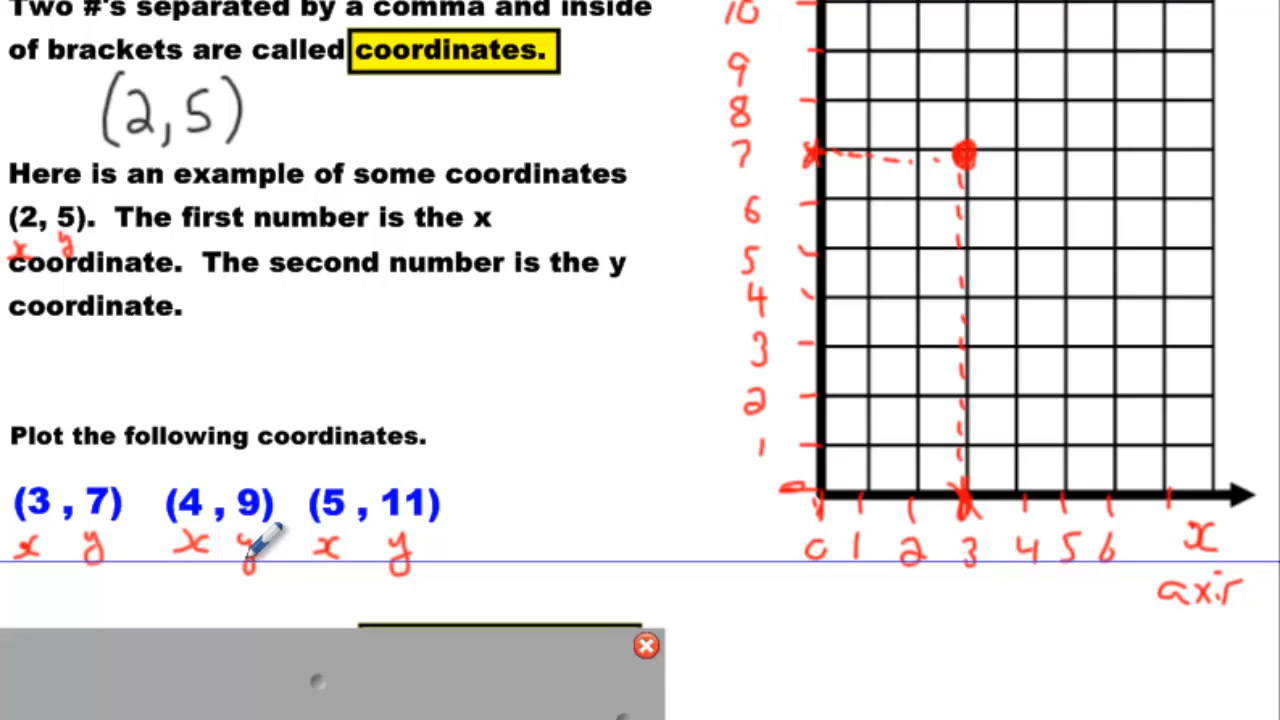 Two #'s separated by a comma and inside
of brackets are called coordinates.
(2,5)
Here is an example of some coordinates
(2, 5). The first number is the x
x y
coordinate. The second number is the y
coordinate.
Plot the following coordinates.
(3 , 7) (4 , 9) (5 , 11)
x y x y x y
10
9
8
7
6
5
4
3
2
1
0
0 1 2 3 4 5 6 x
axis